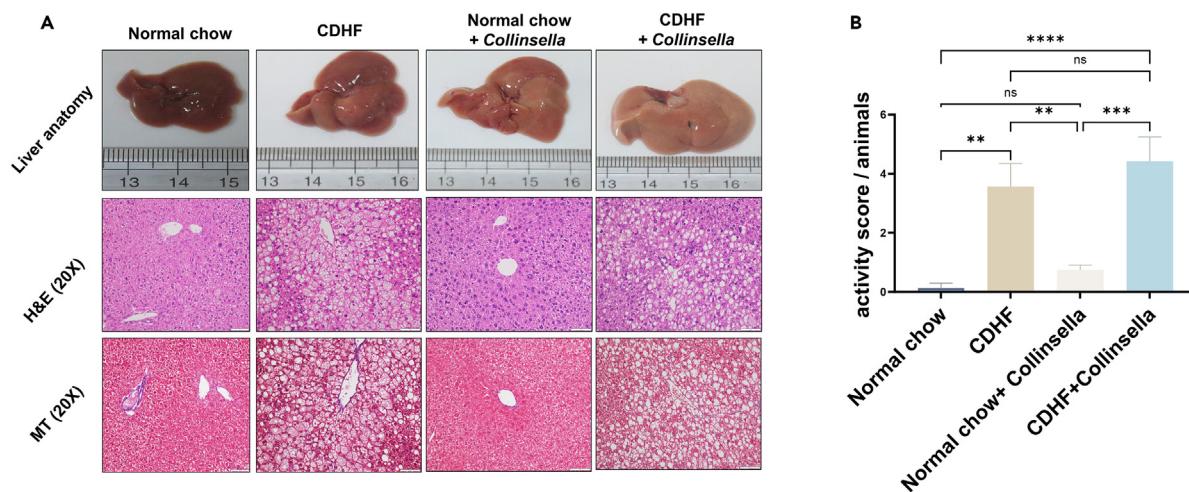 A
Normal chow
CDHF
Normal chow
+ Collinsella
CDHF
+ Collinsella
Liver anatomy
13 14 15
13 14 15 16
13 14 15 16
13 14 15 16
H&E (20X)
MT (20X)
B
****
ns
ns
**
***
**
6
4
2
0
activity score / animals
Normal chow
CDHF
Normal chow+ Collinsella
CDHF+Collinsella